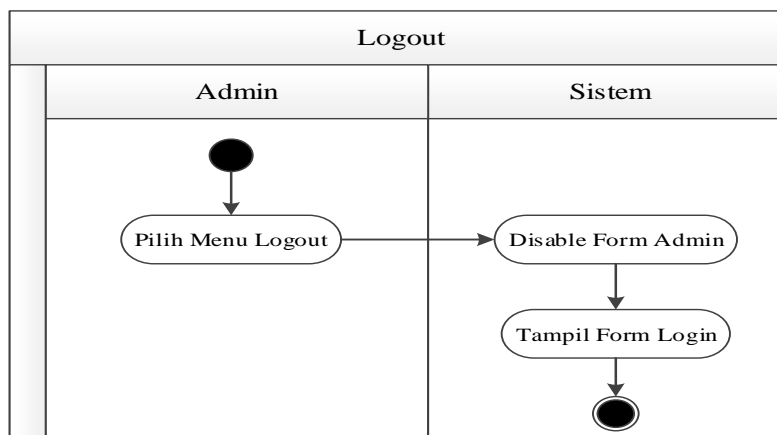 Logout
Admin
Sistem
Pilih Menu Logout
Disable Form Admin
Tampil Form Login